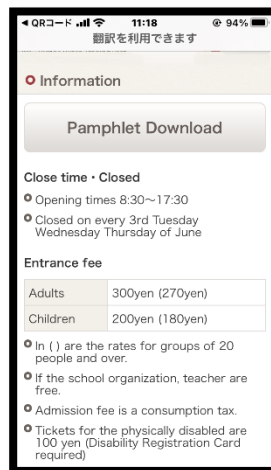 ◀ QRコード 11:18 @ 94%
翻訳を利用できます
Information
Pamphlet Download
Close time・Closed
Opening times 8:30～17:30
Closed on every 3rd Tuesday
Wednesday Thursday of June
Entrance fee
Adults 300yen (270yen)
Children 200yen (180yen)
In ( ) are the rates for groups of 20
people and over.
If the school organization, teacher are
free.
Admission fee is a consumption tax.
Tickets for the physically disabled are
100 yen (Disability Registration Card
required)